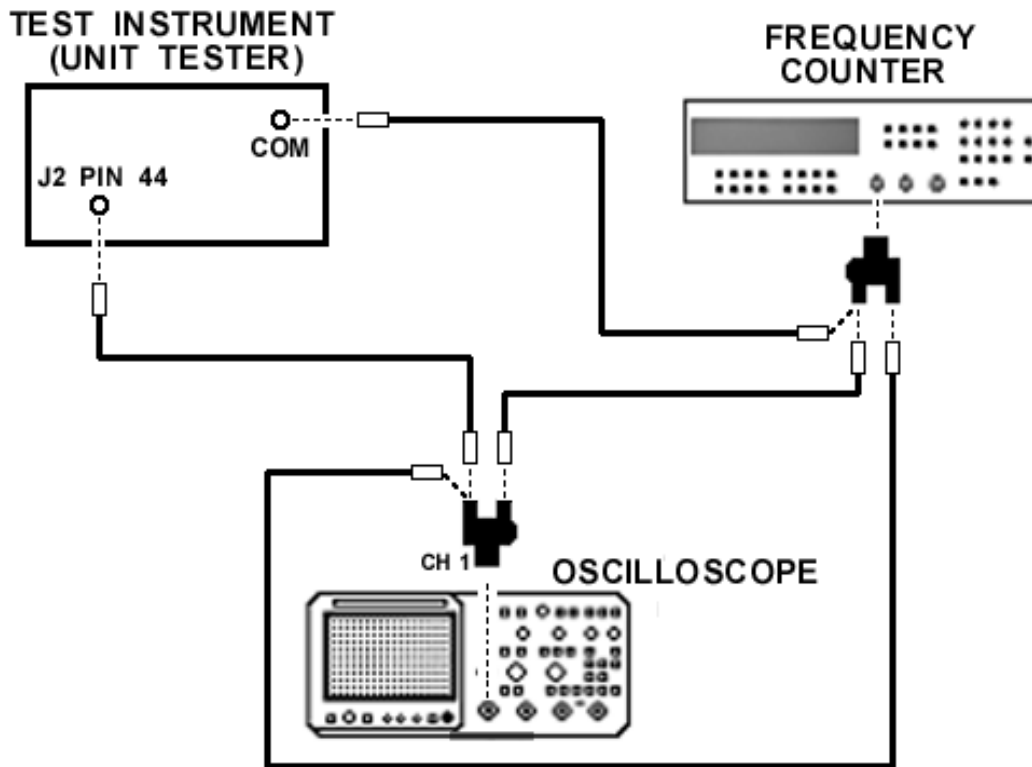 TEST INSTRUMENT
(UNIT TESTER)
COM
J2 PIN 44
FREQUENCY
COUNTER
CH 1
OSCILLOSCOPE